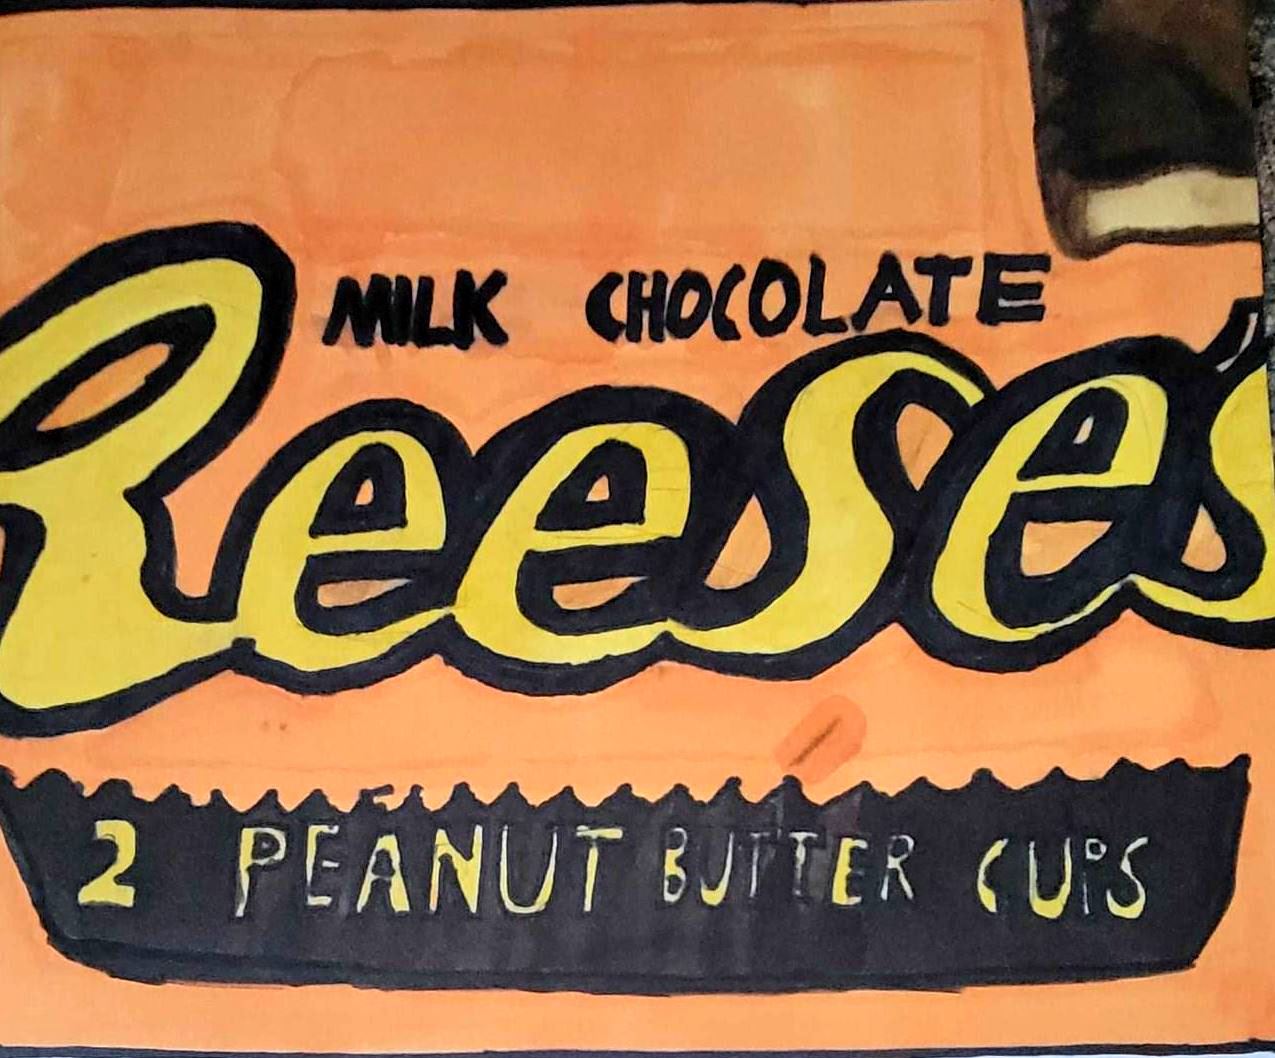 MILK CHOCOLATE
Reese's
2 PEANUT BUTTER CUPS